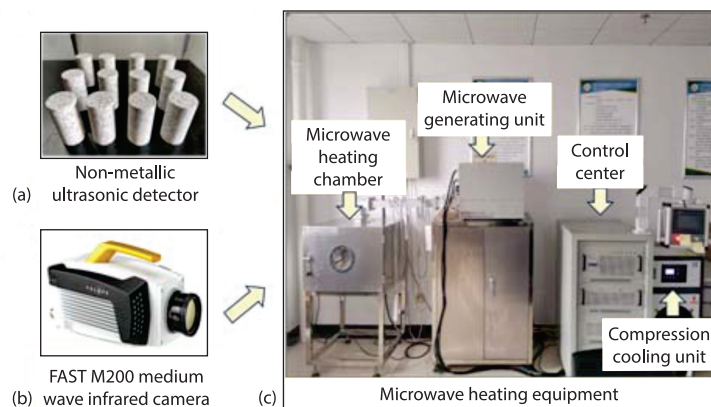 (a)
Non-metallic
ultrasonic detector
(b)
FAST M200 medium
wave infrared camera
(c)
Microwave
heating
chamber
Microwave
generating unit
Control
center
Compression
cooling unit
Microwave heating equipment